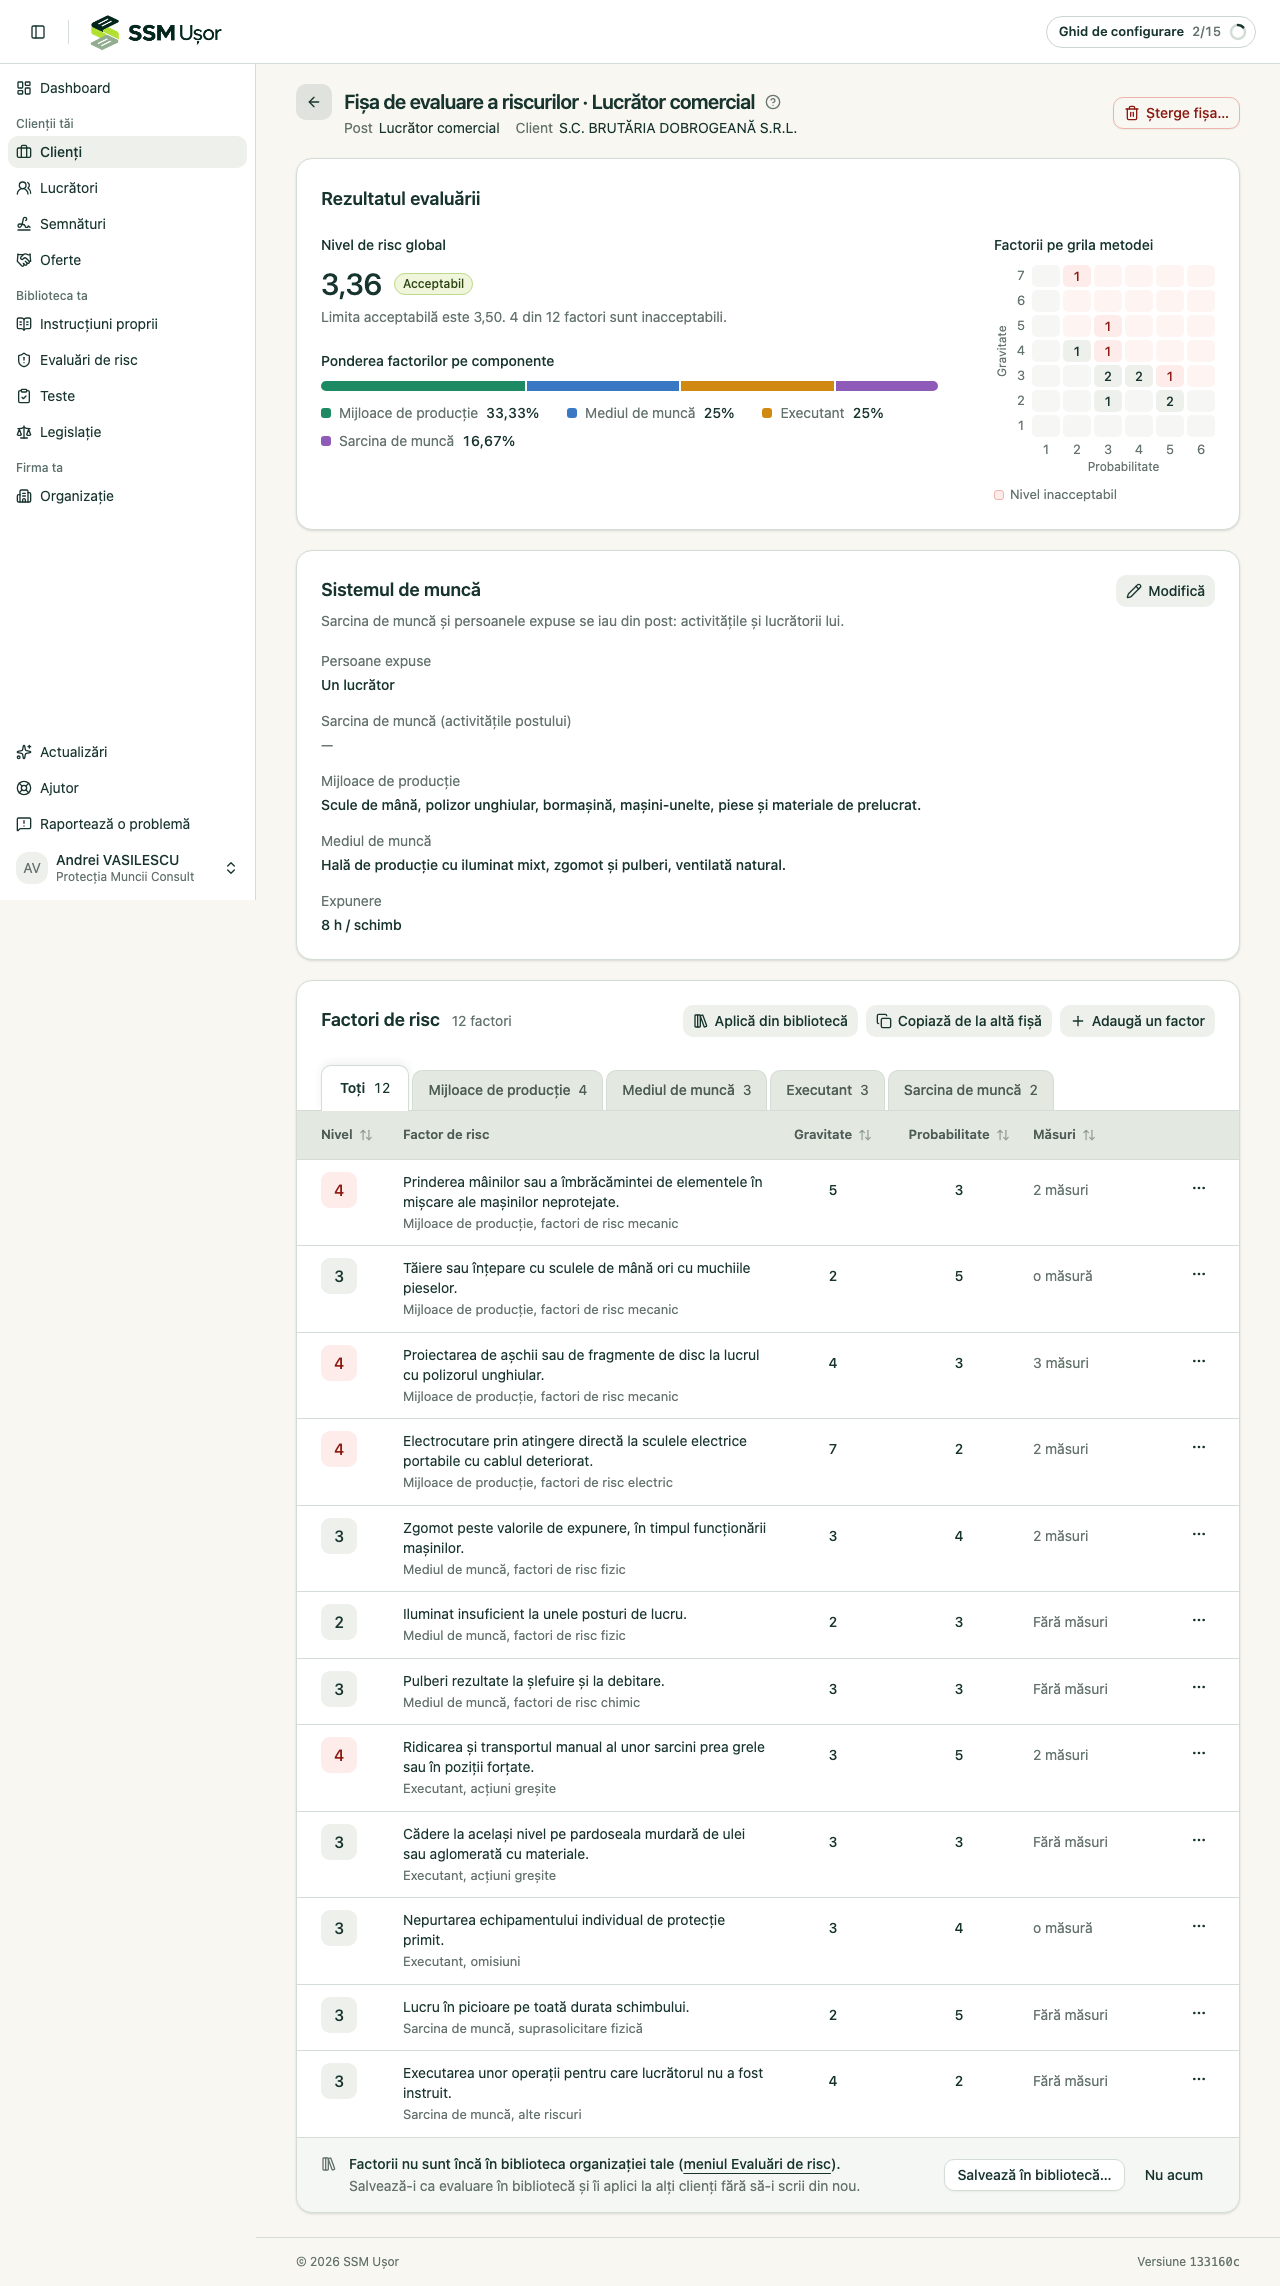 SSM Ușor
Ghid de configurare 2/15
Dashboard
Clienții tăi
Clienți
Lucrători
Semnături
Oferte
Biblioteca ta
Instrucțiuni proprii
Evaluări de risc
Teste
Legislație
Firma ta
Organizație
Actualizări
Ajutor
Raportează o problemă
AV
Andrei VASILESCU
Protecția Muncii Consult
Fișa de evaluare a riscurilor · Lucrător comercial
Post Lucrător comercial Client S.C. BRUTĂRIA DOBROGEANĂ S.R.L.
Șterge fișa...
Rezultatul evaluării
Nivel de risc global
3,36 Acceptabil
Limita acceptabilă este 3,50. 4 din 12 factori sunt inacceptabili.
Ponderea factorilor pe componente
Mijloace de producție 33,33% Mediul de muncă 25% Executant 25%
Sarcina de muncă 16,67%
Factorii pe grila metodei
Gravitate
7 1
6
5 1
4 1 1
3 2 2 1
2 1 2
1
1 2 3 4 5 6
Probabilitate
Nivel inacceptabil
Sistemul de muncă
Modifică
Sarcina de muncă și persoanele expuse se iau din post: activitățile și lucrătorii lui.
Persoane expuse
Un lucrător
Sarcina de muncă (activitățile postului)
—
Mijloace de producție
Scule de mână, polizor unghiular, bormașină, mașini-unelte, piese și materiale de prelucrat.
Mediul de muncă
Hală de producție cu iluminat mixt, zgomot și pulberi, ventilată natural.
Expunere
8 h / schimb
Factori de risc 12 factori
Aplică din bibliotecă Copiază de la altă fișă Adaugă un factor
Toți 12 Mijloace de producție 4 Mediul de muncă 3 Executant 3 Sarcina de muncă 2
Nivel Factor de risc Gravitate Probabilitate Măsuri
4 Prinderea mâinilor sau a îmbrăcămintei de elementele în 5 3 2 măsuri
mișcare ale mașinilor neprotejate.
Mijloace de producție, factori de risc mecanic
3 Tăiere sau înțepare cu sculele de mână ori cu muchiile 2 5 o măsură
pieselor.
Mijloace de producție, factori de risc mecanic
4 Proiectarea de așchii sau de fragmente de disc la lucrul 4 3 3 măsuri
cu polizorul unghiular.
Mijloace de producție, factori de risc mecanic
4 Electrocutare prin atingere directă la sculele electrice 7 2 2 măsuri
portabile cu cablul deteriorat.
Mijloace de producție, factori de risc electric
3 Zgomot peste valorile de expunere, în timpul funcționării 3 4 2 măsuri
mașinilor.
Mediul de muncă, factori de risc fizic
2 Iluminat insuficient la unele posturi de lucru. 2 3 Fără măsuri
Mediul de muncă, factori de risc fizic
3 Pulberi rezultate la șlefuire și la debitare. 3 3 Fără măsuri
Mediul de muncă, factori de risc chimic
4 Ridicarea și transportul manual al unor sarcini prea grele 3 5 2 măsuri
sau în poziții forțate.
Executant, acțiuni greșite
3 Cădere la același nivel pe pardoseala murdară de ulei 3 3 Fără măsuri
sau aglomerată cu materiale.
Executant, acțiuni greșite
3 Nepurtarea echipamentului individual de protecție 3 4 o măsură
primit.
Executant, omisiuni
3 Lucru în picioare pe toată durata schimbului. 2 5 Fără măsuri
Sarcina de muncă, suprasolicitare fizică
3 Executarea unor operații pentru care lucrătorul nu a fost 4 2 Fără măsuri
instruit.
Sarcina de muncă, alte riscuri
Factorii nu sunt încă în biblioteca organizației tale (meniul Evaluări de risc).
Salvează-i ca evaluare în bibliotecă și îi aplici la alți clienți fără să-i scrii din nou.
Salvează în bibliotecă... Nu acum
© 2026 SSM Ușor
Versiune 133160c